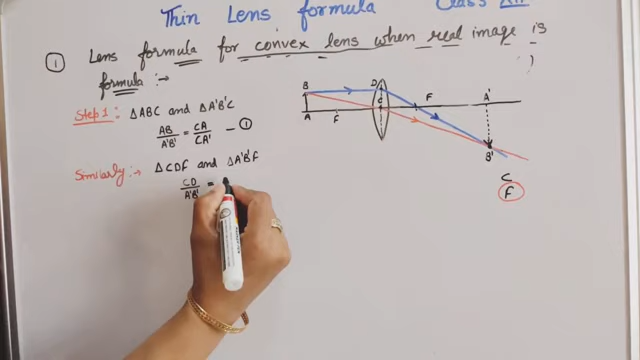 Thin Lens formula Class XII
① Lens formula for convex lens when real image is
formula :→
Step 1: ΔABC and ΔA'B'C
AB/A'B' = CA/CA' — ①
Similarly :→ ΔCDF and ΔA'B'F
CD/A'B' =
B D
C F A'
A F
B'
C
F